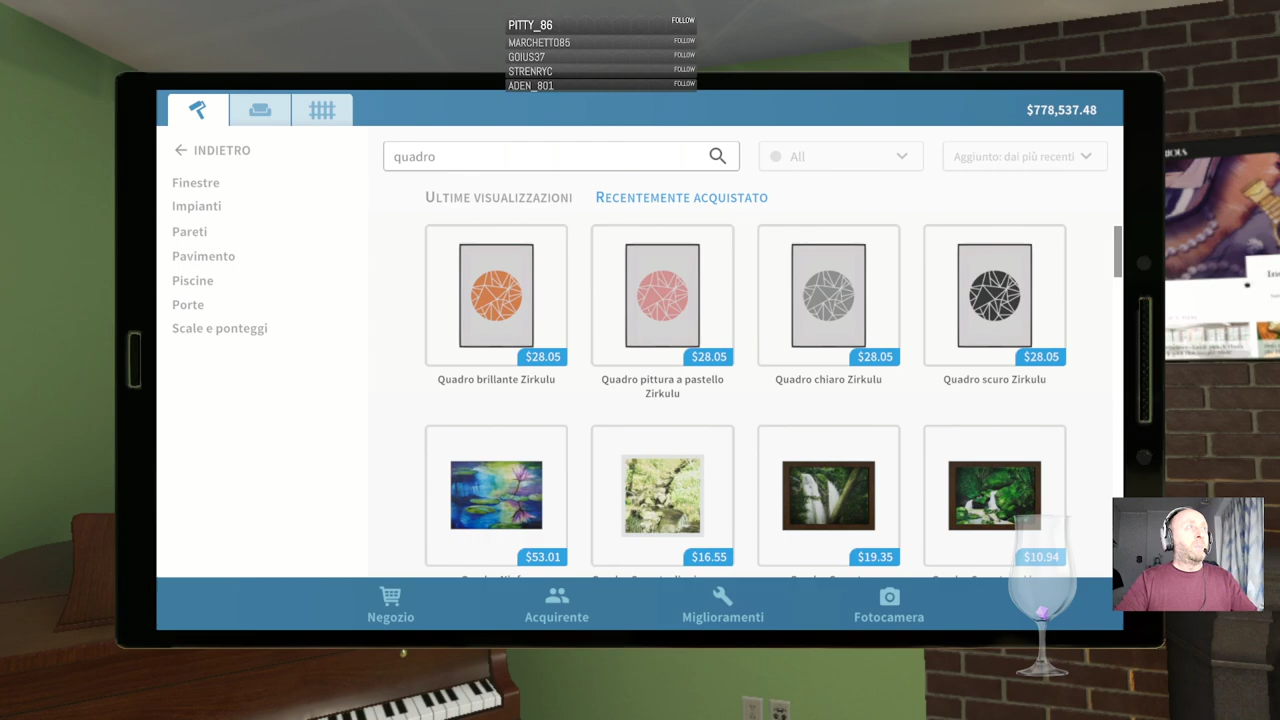 PITTY_86 FOLLOW
MARCHETTO85 FOLLOW
GOIUS37 FOLLOW
STRENRYC FOLLOW
ADEN_801 FOLLOW
$778,537.48
INDIETRO
Finestre
Impianti
Pareti
Pavimento
Piscine
Porte
Scale e ponteggi
quadro
All
Aggiunto: dai più recenti
ULTIME VISUALIZZAZIONI
RECENTEMENTE ACQUISTATO
$28.05
$28.05
$28.05
$28.05
Quadro brillante Zirkulu
Quadro pittura a pastello
Zirkulu
Quadro chiaro Zirkulu
Quadro scuro Zirkulu
$53.01
$16.55
$19.35
$10.94
Negozio
Acquirente
Miglioramenti
Fotocamera